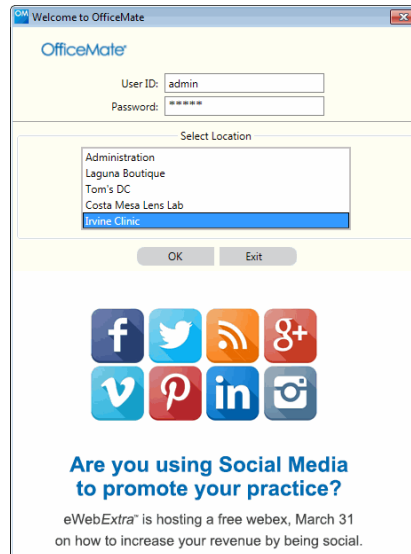 OM Welcome to OfficeMate
OfficeMate®
User ID: admin
Password: *****
Select Location
Administration
Laguna Boutique
Tom's DC
Costa Mesa Lens Lab
Irvine Clinic
OK Exit
f g+
v p in
Are you using Social Media
to promote your practice?
eWebExtra™ is hosting a free webex, March 31
on how to increase your revenue by being social.